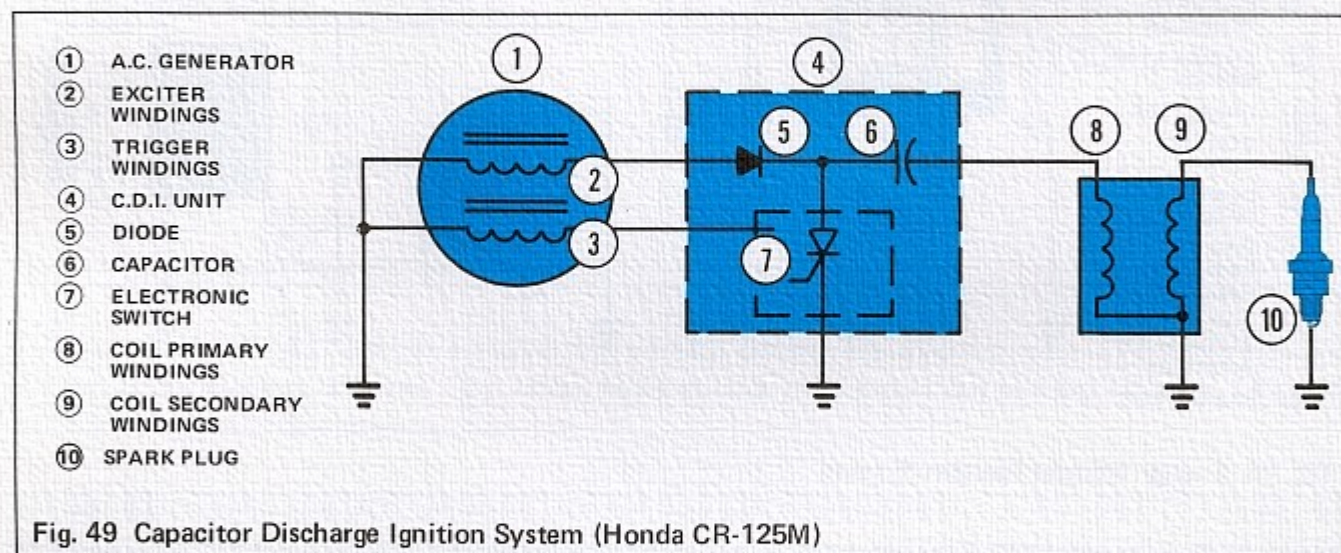 ① A.C. GENERATOR
② EXCITER
WINDINGS
③ TRIGGER
WINDINGS
④ C.D.I. UNIT
⑤ DIODE
⑥ CAPACITOR
⑦ ELECTRONIC
SWITCH
⑧ COIL PRIMARY
WINDINGS
⑨ COIL SECONDARY
WINDINGS
⑩ SPARK PLUG
1
4
5
6
8
9
2
3
7
10
Fig. 49 Capacitor Discharge Ignition System (Honda CR-125M)